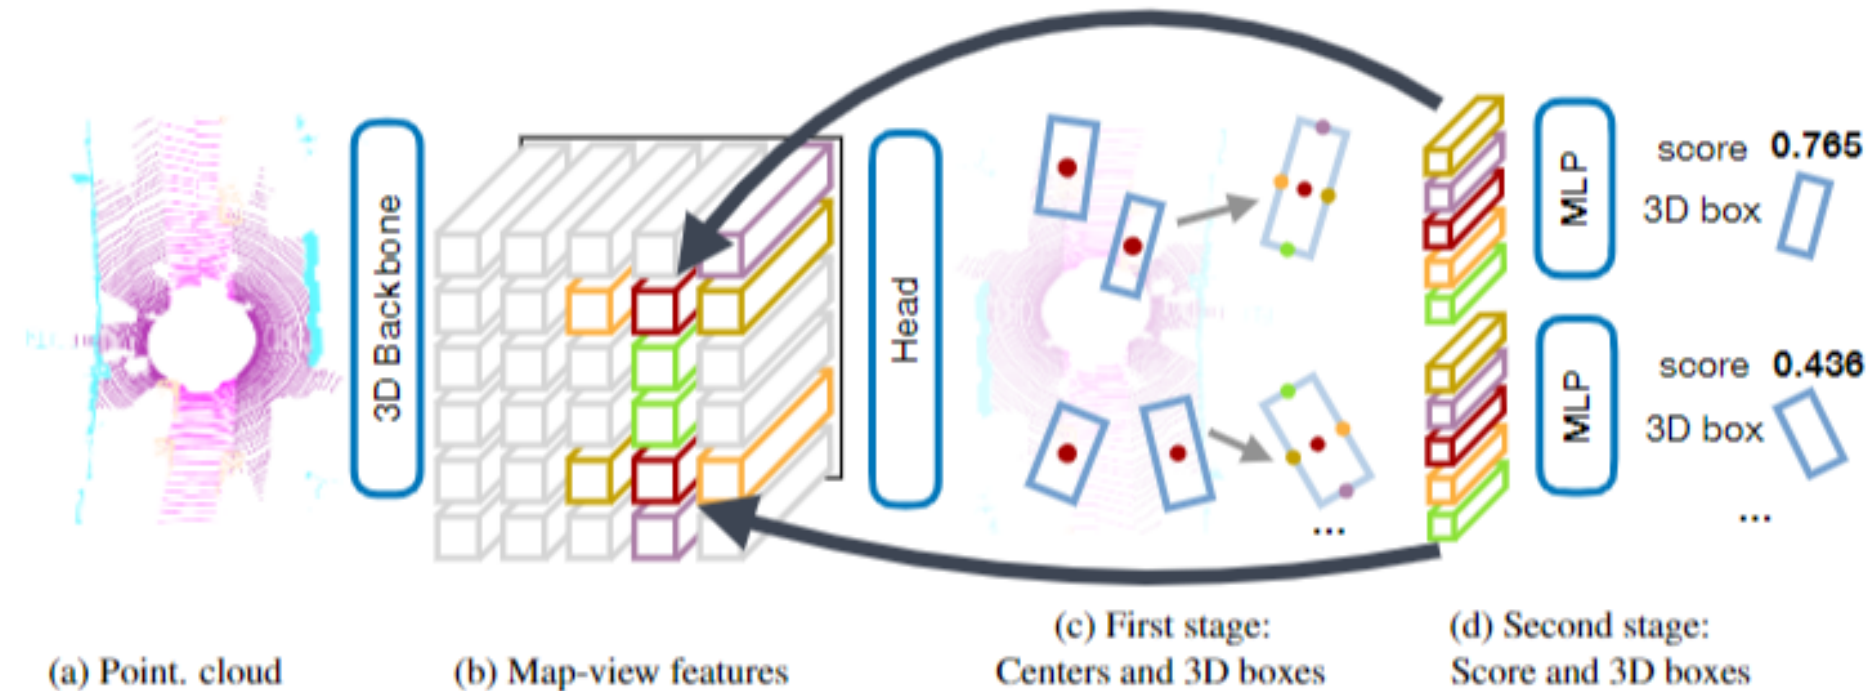 3D Backbone
Head
MLP
score 0.765
3D box
MLP
score 0.436
3D box
...
...
(a) Point. cloud
(b) Map-view features
(c) First stage:
Centers and 3D boxes
(d) Second stage:
Score and 3D boxes